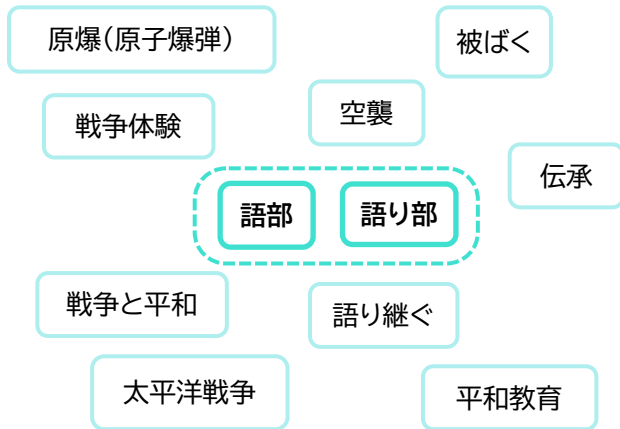 原爆(原子爆弾)
被ばく
戦争体験
空襲
伝承
語部
語り部
戦争と平和
語り継ぐ
太平洋戦争
平和教育